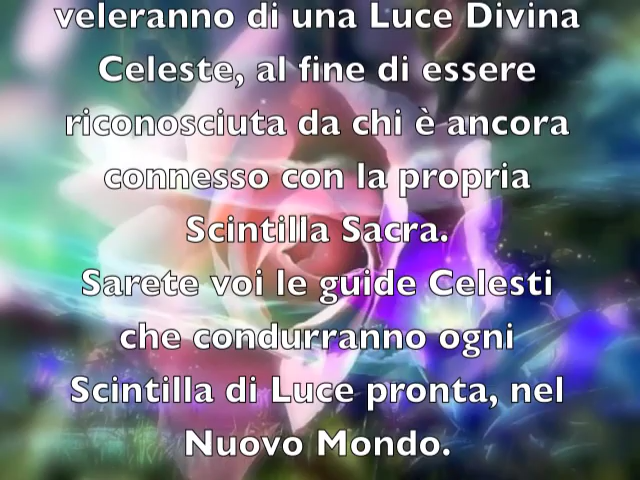 veleranno di una Luce Divina
Celeste, al fine di essere
riconosciuta da chi è ancora
connesso con la propria
Scintilla Sacra.
Sarete voi le guide Celesti
che condurranno ogni
Scintilla di Luce pronta, nel
Nuovo Mondo.